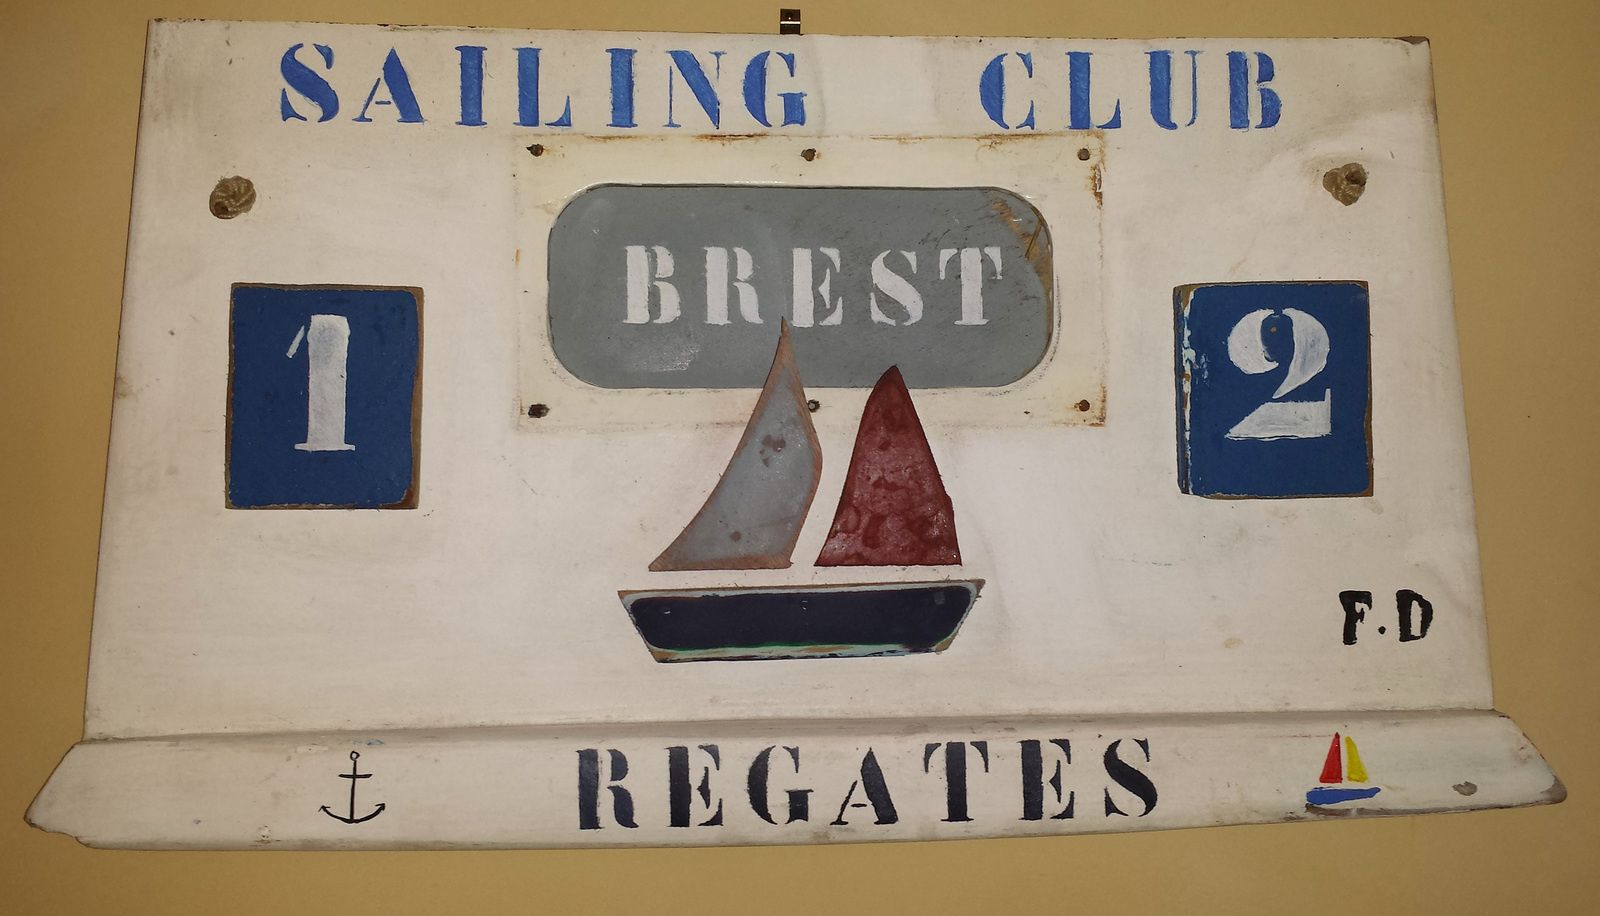 SAILING CLUB
BREST
1
2
F.D
REGATES